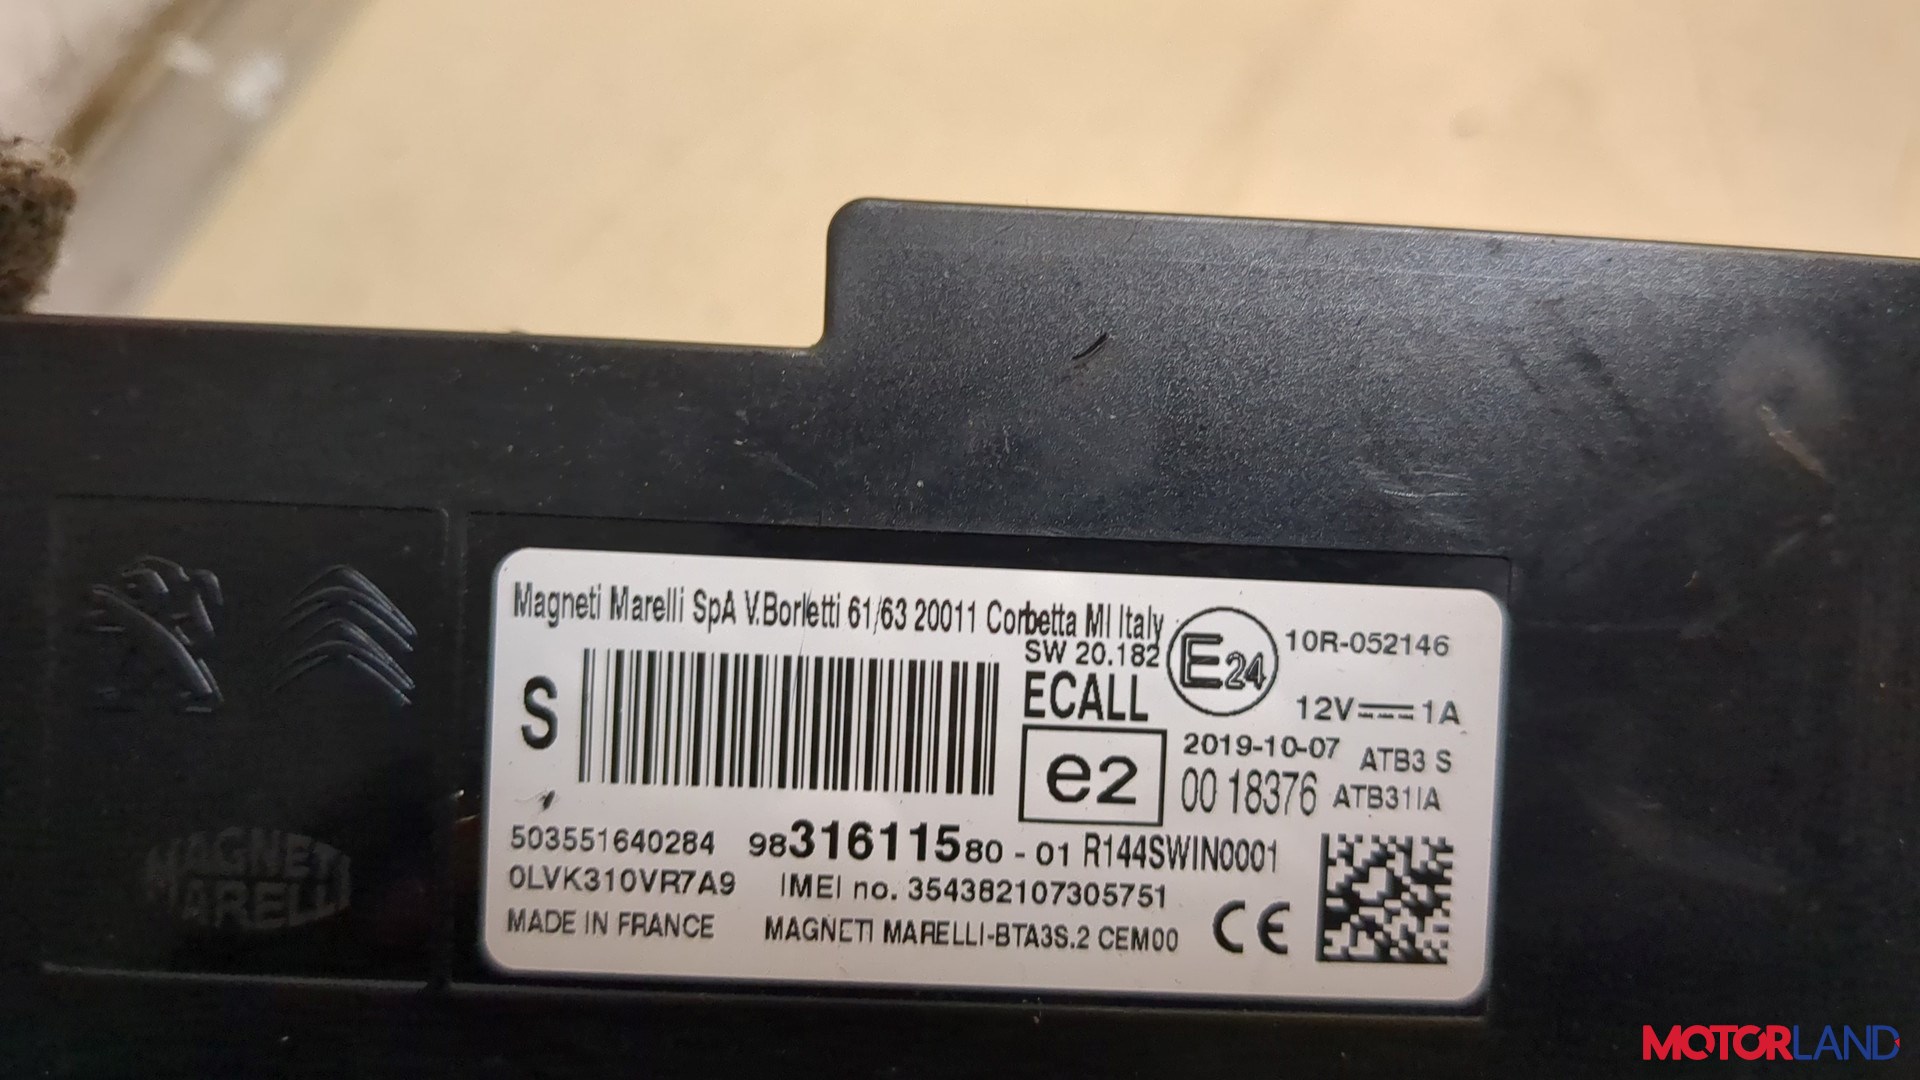 Magneti Marelli SpA V.Borletti 61/63 20011 Corbetta MI Italy
SW 20.182
E24
10R-052146
S
ECALL
12V 1A
e2
2019-10-07 ATB3 S
00 18376 ATB31IA
503551640284 9831611580 - 01 R144SWIN0001
0LVK310VR7A9 IMEI no. 354382107305751
MADE IN FRANCE MAGNETI MARELLI-BTA3S.2 CEM00
CE
MAGNETI
MARELLI
MOTORLAND